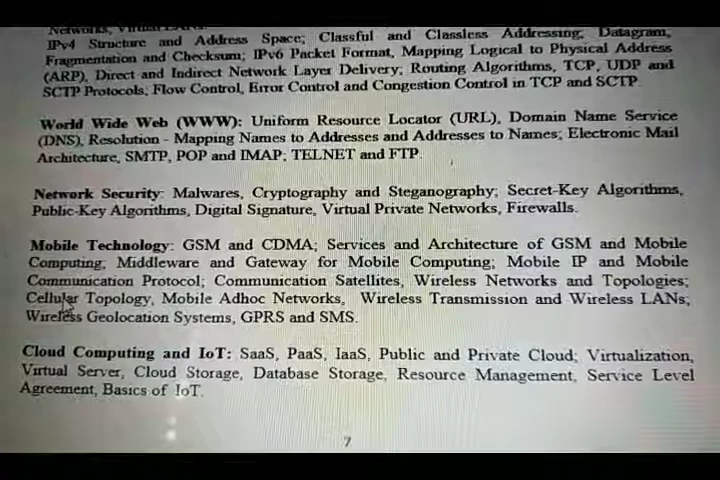 Networks, Virtual LANs.
IPv4 Structure and Address Space; Classful and Classless Addressing; Datagram,
Fragmentation and Checksum; IPv6 Packet Format, Mapping Logical to Physical Address
(ARP), Direct and Indirect Network Layer Delivery; Routing Algorithms, TCP, UDP and
SCTP Protocols; Flow Control, Error Control and Congestion Control in TCP and SCTP.
World Wide Web (WWW): Uniform Resource Locator (URL), Domain Name Service
(DNS), Resolution - Mapping Names to Addresses and Addresses to Names; Electronic Mail
Architecture, SMTP, POP and IMAP; TELNET and FTP.
Network Security: Malwares, Cryptography and Steganography; Secret-Key Algorithms,
Public-Key Algorithms, Digital Signature, Virtual Private Networks, Firewalls.
Mobile Technology: GSM and CDMA; Services and Architecture of GSM and Mobile
Computing; Middleware and Gateway for Mobile Computing; Mobile IP and Mobile
Communication Protocol; Communication Satellites, Wireless Networks and Topologies;
Cellular Topology, Mobile Adhoc Networks, Wireless Transmission and Wireless LANs;
Wireless Geolocation Systems, GPRS and SMS.
Cloud Computing and IoT: SaaS, PaaS, IaaS, Public and Private Cloud; Virtualization,
Virtual Server, Cloud Storage, Database Storage, Resource Management, Service Level
Agreement, Basics of IoT.
7